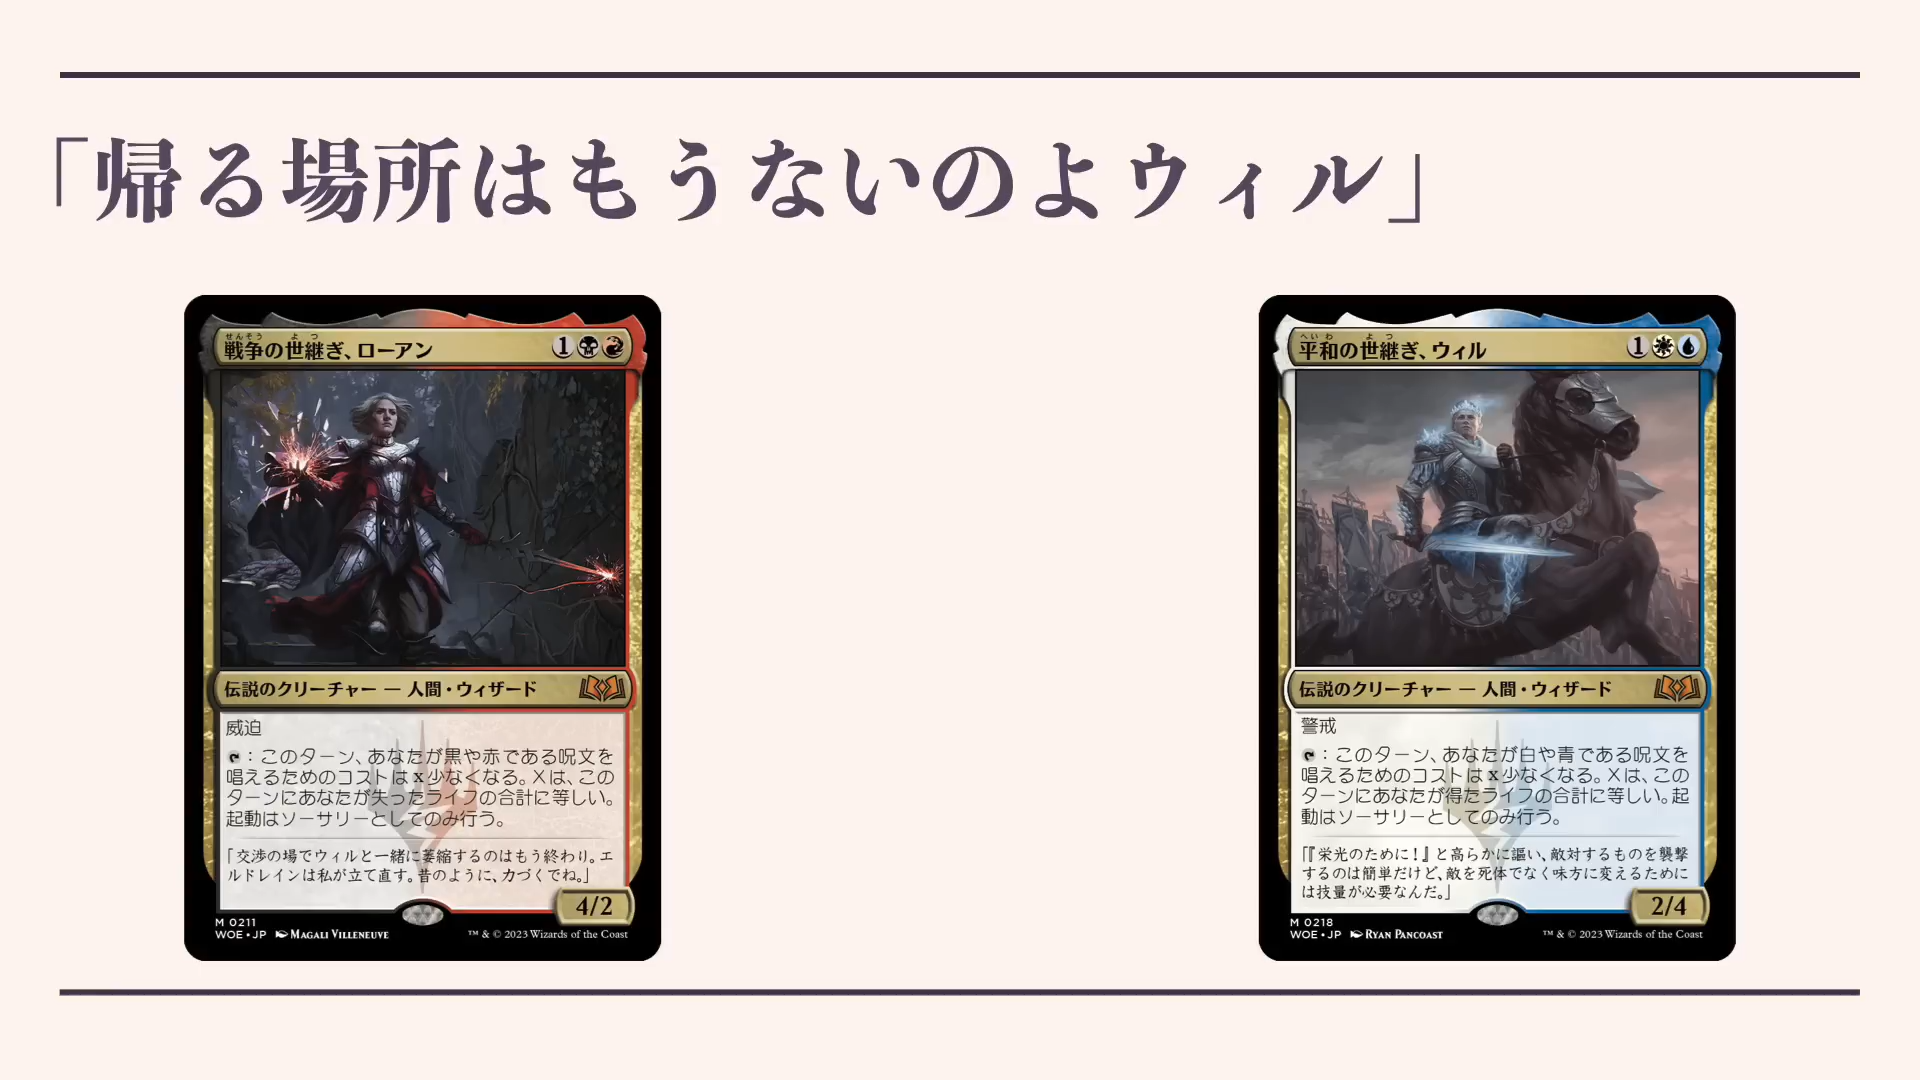 「帰る場所はもうないのよウィル」
せんそう よ つ
戦争の世継ぎ、ローアン 1
伝説のクリーチャー — 人間・ウィザード
威迫
：このターン、あなたが黒や赤である呪文を
唱えるためのコストは x 少なくなる。Xは、この
ターンにあなたが失ったライフの合計に等しい。
起動はソーサリーとしてのみ行う。
「交渉の場でウィルと一緒に萎縮するのはもう終わり。エ
ルドレインは私が立て直す。昔のように、力づくでね。」
4/2
M 0211
WOE • JP MAGALI VILLENEUVE
™ & © 2023 Wizards of the Coast
へいわ よ つ
平和の世継ぎ、ウィル 1
伝説のクリーチャー — 人間・ウィザード
警戒
：このターン、あなたが白や青である呪文を
唱えるためのコストは x 少なくなる。Xは、この
ターンにあなたが得たライフの合計に等しい。起
動はソーサリーとしてのみ行う。
「『栄光のために！』と高らかに謳い、敵対するものを襲撃
するのは簡単だけど、敵を死体でなく味方に変えるために
は技量が必要なんだ。」
2/4
M 0218
WOE • JP RYAN PANCOAST
™ & © 2023 Wizards of the Coast